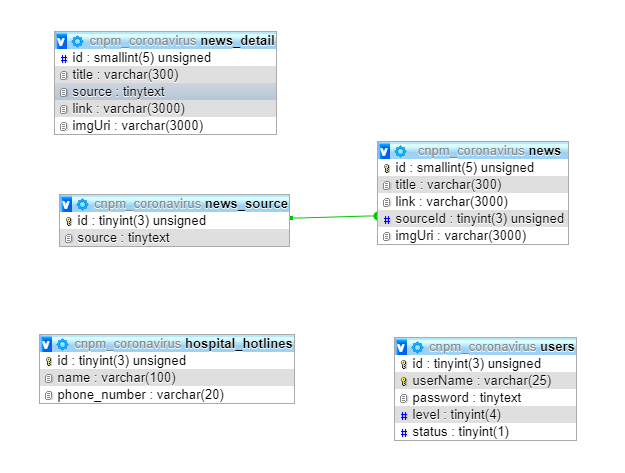 cnpm_coronavirus news_detail
# id : smallint(5) unsigned
title : varchar(300)
source : tinytext
link : varchar(3000)
imgUri : varchar(3000)
cnpm_coronavirus news
id : smallint(5) unsigned
title : varchar(300)
link : varchar(3000)
# sourceId : tinyint(3) unsigned
imgUri : varchar(3000)
cnpm_coronavirus news_source
id : tinyint(3) unsigned
source : tinytext
cnpm_coronavirus hospital_hotlines
id : tinyint(3) unsigned
name : varchar(100)
phone_number : varchar(20)
cnpm_coronavirus users
id : tinyint(3) unsigned
userName : varchar(25)
password : tinytext
# level : tinyint(4)
# status : tinyint(1)